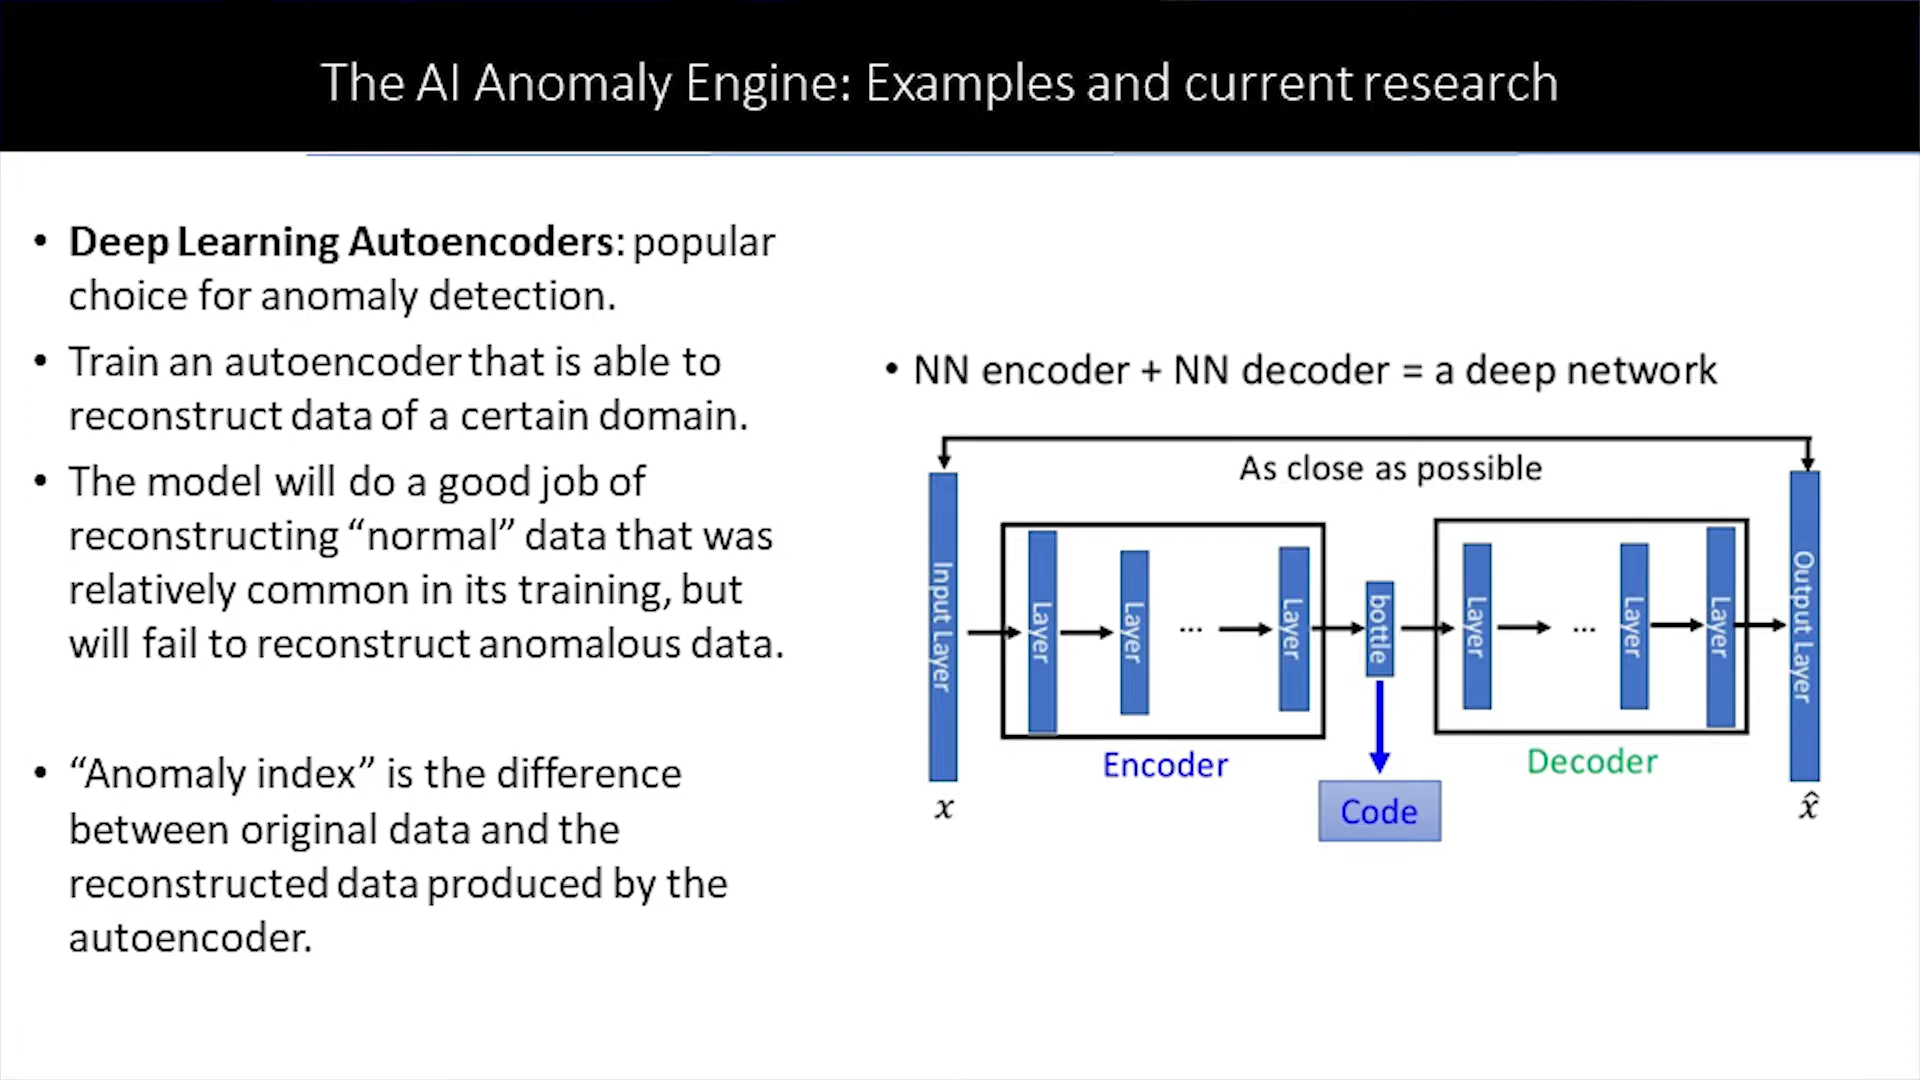 The AI Anomaly Engine: Examples and current research
• Deep Learning Autoencoders: popular
choice for anomaly detection.
• Train an autoencoder that is able to
reconstruct data of a certain domain.
• The model will do a good job of
reconstructing “normal” data that was
relatively common in its training, but
will fail to reconstruct anomalous data.
• “Anomaly index” is the difference
between original data and the
reconstructed data produced by the
autoencoder.
• NN encoder + NN decoder = a deep network
As close as possible
Input Layer
Layer
Layer
...
Layer
bottle
Layer
...
Layer
Layer
Output Layer
Encoder
Decoder
Code
x
x̂